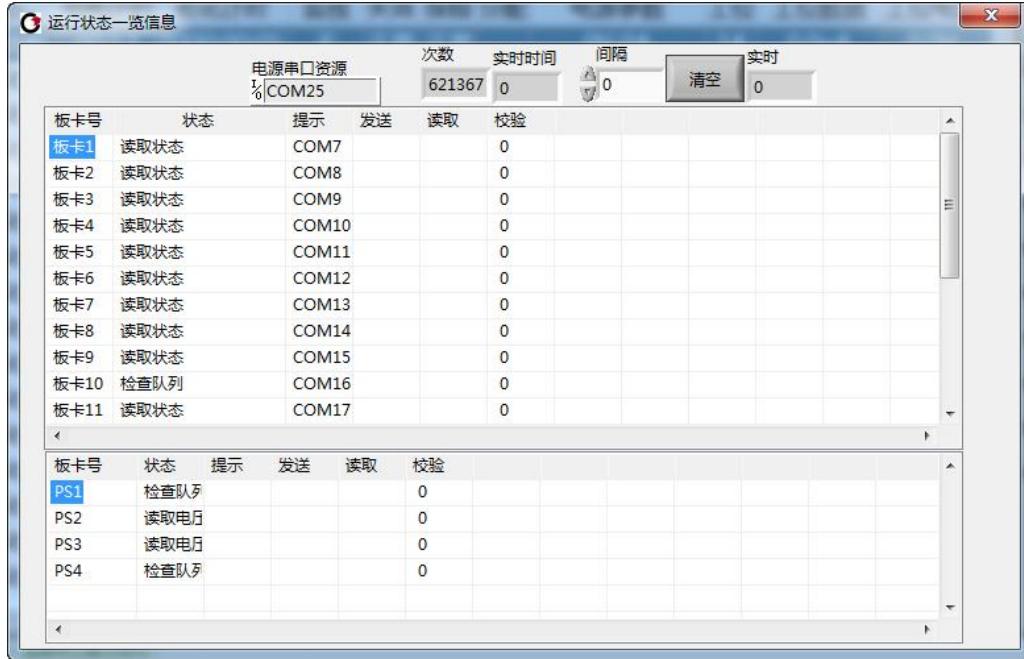 运行状态一览信息
电源串口资源 次数 实时时间 间隔 清空 实时
COM25 621367 0 0 0
板卡号 状态 提示 发送 读取 校验
板卡1 读取状态 COM7 0
板卡2 读取状态 COM8 0
板卡3 读取状态 COM9 0
板卡4 读取状态 COM10 0
板卡5 读取状态 COM11 0
板卡6 读取状态 COM12 0
板卡7 读取状态 COM13 0
板卡8 读取状态 COM14 0
板卡9 读取状态 COM15 0
板卡10 检查队列 COM16 0
板卡11 读取状态 COM17 0
板卡号 状态 提示 发送 读取 校验
PS1 检查队列 0
PS2 读取电压 0
PS3 读取电压 0
PS4 检查队列 0